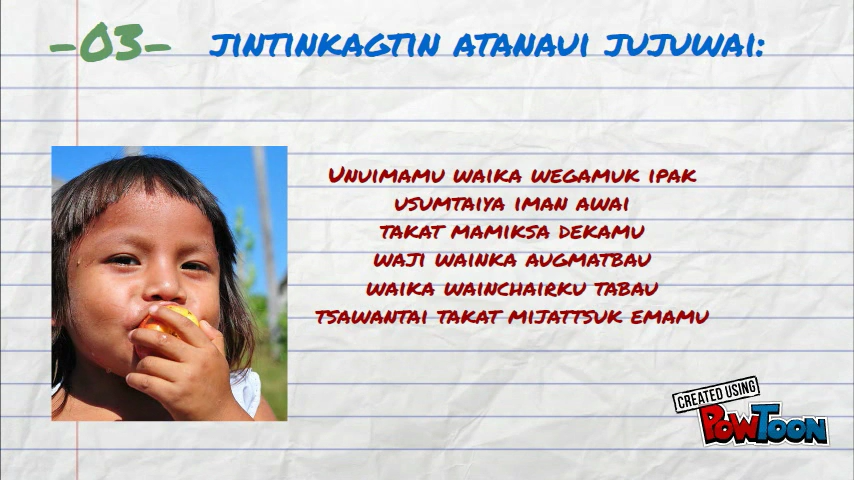 -03- JINTINKAGTIN ATANAUI JUJUWAI:
UNUIMAMU WAIKA WEGAMUK IPAK
USUMTAIYA IMAN AWAI
TAKAT MAMIKSA DEKAMU
WAJI WAINKA AUGMATBAU
WAIKA WAINCHAIRKU TABAU
TSAWANTAI TAKAT MIJATTSUK EMAMU
CREATED USING
POWTOON